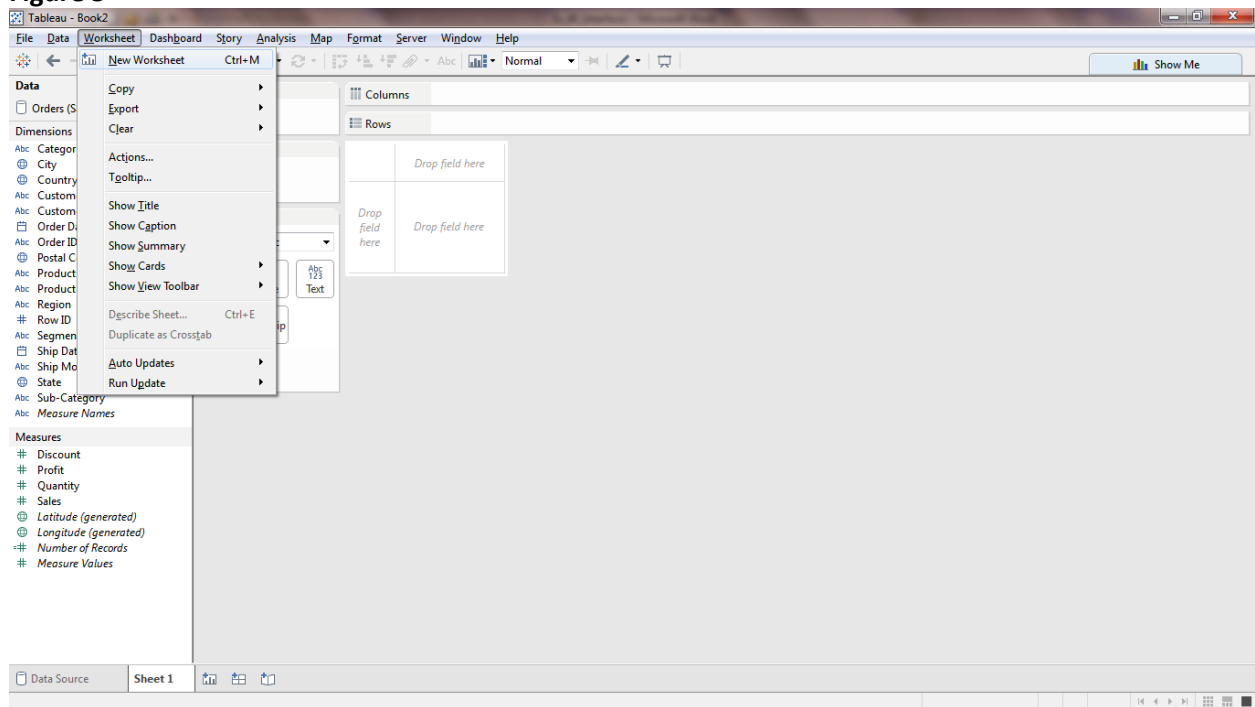 Tableau - Book2
File Data Worksheet Dashboard Story Analysis Map Format Server Window Help
New Worksheet Ctrl+M
Abc
Normal
Show Me
Data
Orders (S
Copy
Export
Clear
Actions...
Tooltip...
Show Title
Show Caption
Show Summary
Show Cards
Show View Toolbar
Describe Sheet... Ctrl+E
Duplicate as Crosstab
Auto Updates
Run Update
Columns
Rows
Drop field here
Drop
field
here
Drop field here
Abc
123
Text
ip
Dimensions
Abc Categor
City
Country
Abc Custom
Abc Custom
Order Da
Abc Order ID
Postal C
Abc Product
Abc Product
Abc Region
# Row ID
Abc Segmen
Ship Dat
Abc Ship Mo
State
Abc Sub-Category
Abc Measure Names
Measures
# Discount
# Profit
# Quantity
# Sales
Latitude (generated)
Longitude (generated)
=# Number of Records
# Measure Values
Data Source
Sheet 1